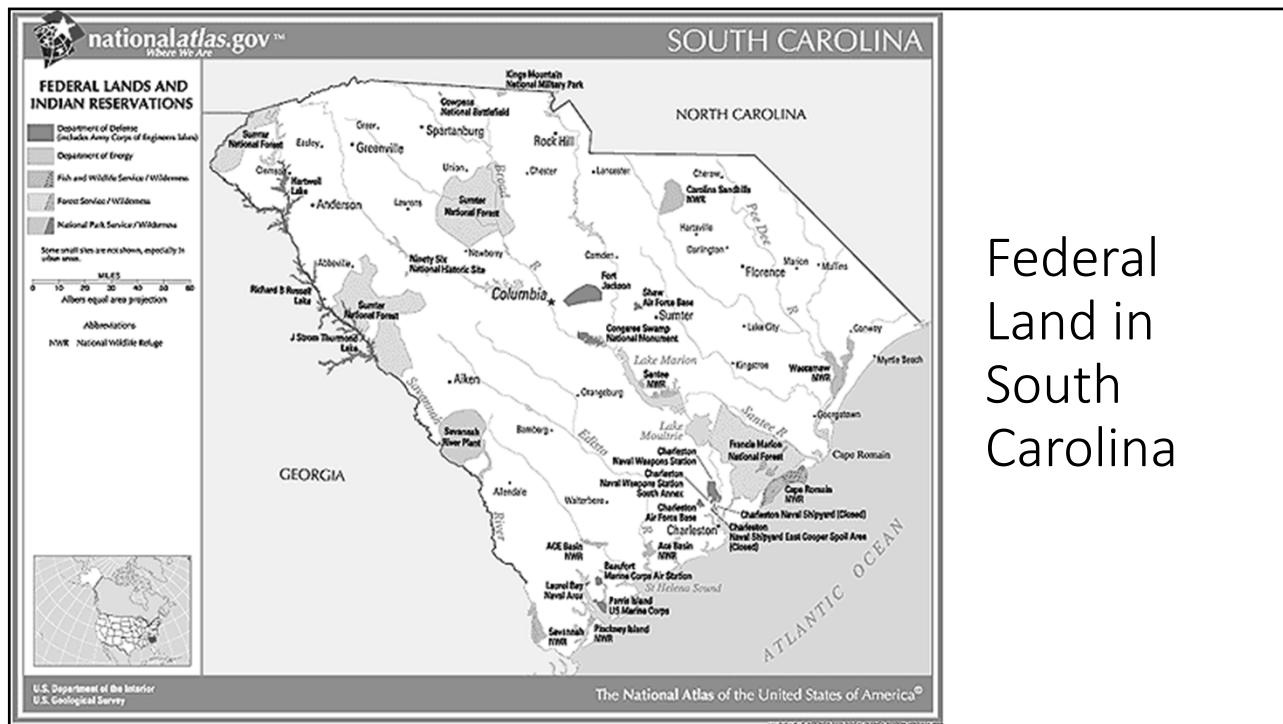 nationalatlas.gov™
Where We Are
SOUTH CAROLINA
FEDERAL LANDS AND
INDIAN RESERVATIONS
Department of Defense
(includes Army Corps of Engineers lakes)
Department of Energy
Fish and Wildlife Service / Wilderness
Forest Service / Wilderness
National Park Service / Wilderness
Some small sites are not shown, especially in
urban areas.
MILES
0 10 20 30 40 50 60
Albers equal area projection
Abbreviations
NWR National Wildlife Refuge
Kings Mountain
National Military Park
Cowpens
National Battlefield
NORTH CAROLINA
Greer
Spartanburg
Rock Hill
Sumter
National Forest
Easley
Greenville
Clemson
Union
Broad
Chester
Lancaster
Cheraw
Hartwell
Lake
Carolina Sandhills
NWR
Anderson
Laurens
Sumter
National Forest
Pee Dee
Hartsville
Darlington
Newberry
Abbeville
Ninety Six
National Historic Site
R
Camden
Florence
Marion
Mullins
Fort
Jackson
Richard B Russell
Lake
Columbia
Shaw
Air Force Base
Sumter
Sumter
National Forest
R
J Strom Thurmond
Lake
Congaree Swamp
National Monument
Lake City
Conway
Lake Marion
Kingstree
Myrtle Beach
Waccamaw
NWR
Santee
NWR
Aiken
Orangeburg
Savannah
Georgetown
Santee R
Lake
Moultrie
Savannah
River Plant
Bamberg
Edisto
Francis Marion
National Forest
Cape Romain
Charleston
Naval Weapons Station
GEORGIA
Charleston
Naval Weapons Station
South Annex
Cape Romain
NWR
Allendale
Walterboro
Charleston
Air Force Base
Charleston Naval Shipyard (Closed)
River
R
Charleston
Charleston
Naval Shipyard East Cooper Spoil Area
(Closed)
ACE Basin
NWR
Ace Basin
NWR
Beaufort
Marine Corps Air Station
Laurel Bay
Naval Area
St Helena Sound
Parris Island
US Marine Corps
ATLANTIC OCEAN
Savannah
NWR
Pinckney Island
NWR
U.S. Department of the Interior
U.S. Geological Survey
The National Atlas of the United States of America®
Federal
Land in
South
Carolina